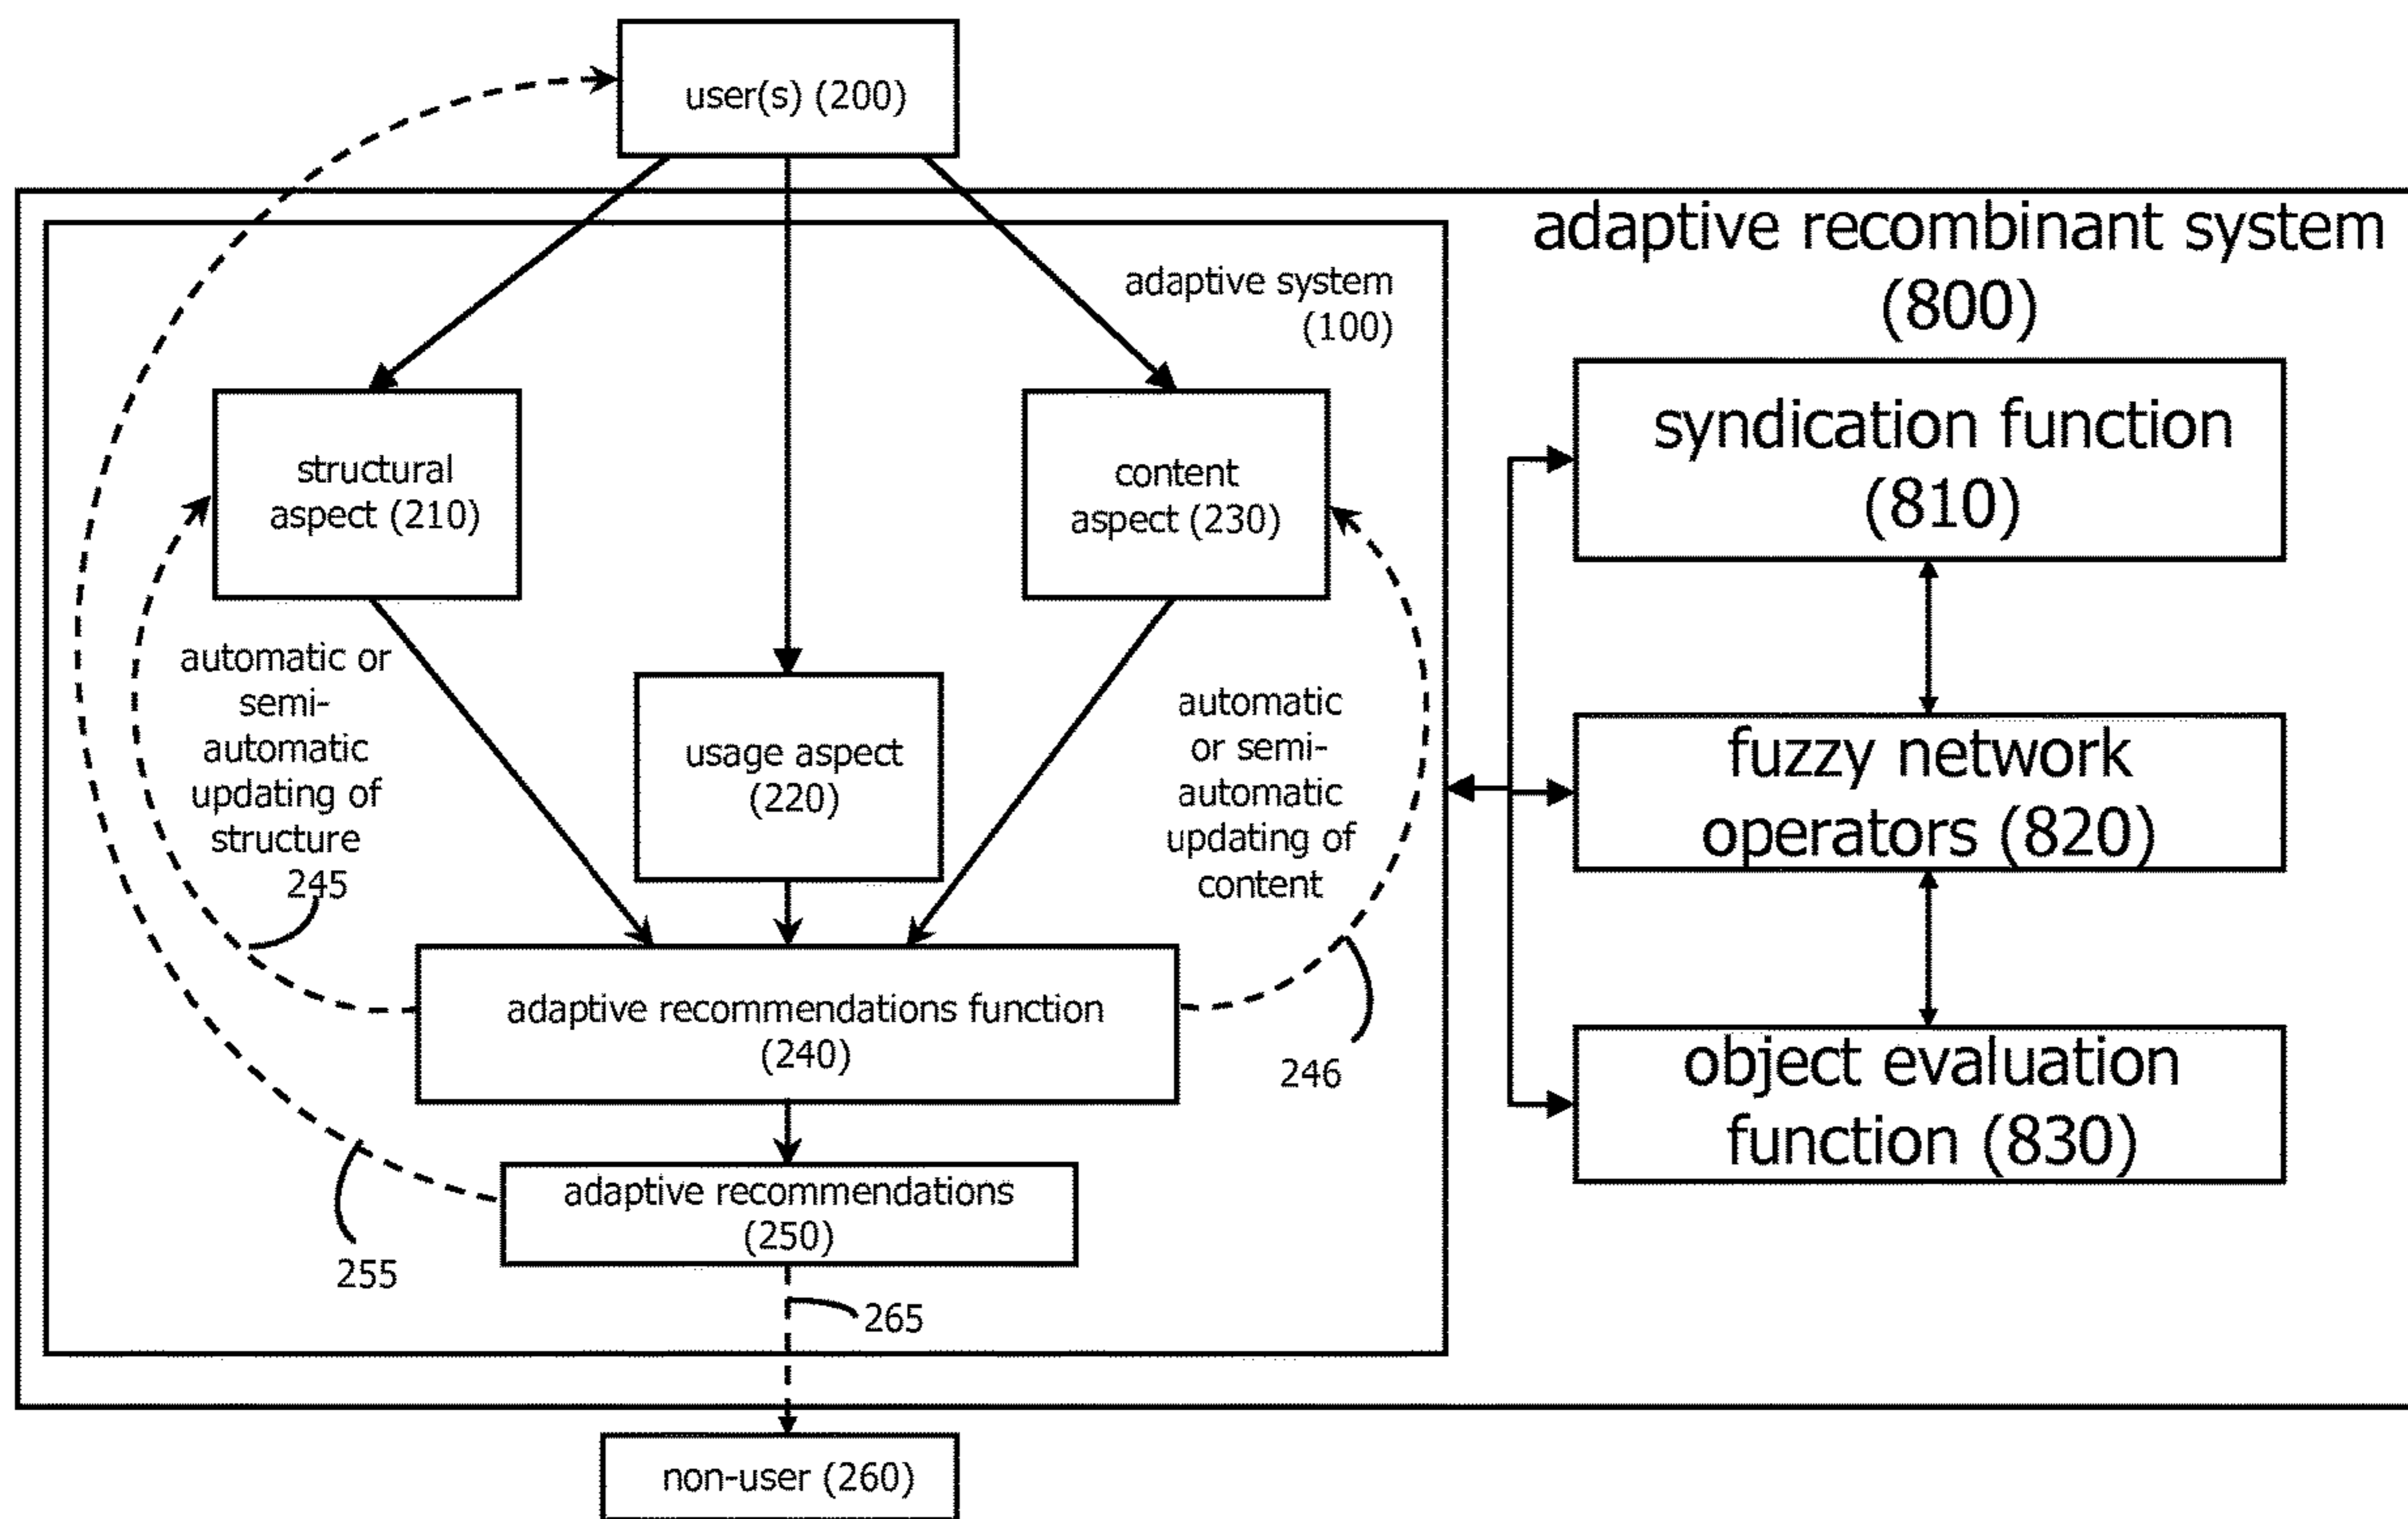 user(s) (200)
adaptive recombinant system
(800)
adaptive system
(100)
structural
aspect (210)
content
aspect (230)
syndication function
(810)
automatic or
semi-
automatic
updating of
structure
245
usage aspect
(220)
automatic
or semi-
automatic
updating of
content
fuzzy network
operators (820)
adaptive recommendations function
(240)
246
object evaluation
function (830)
adaptive recommendations
(250)
255
265
non-user (260)